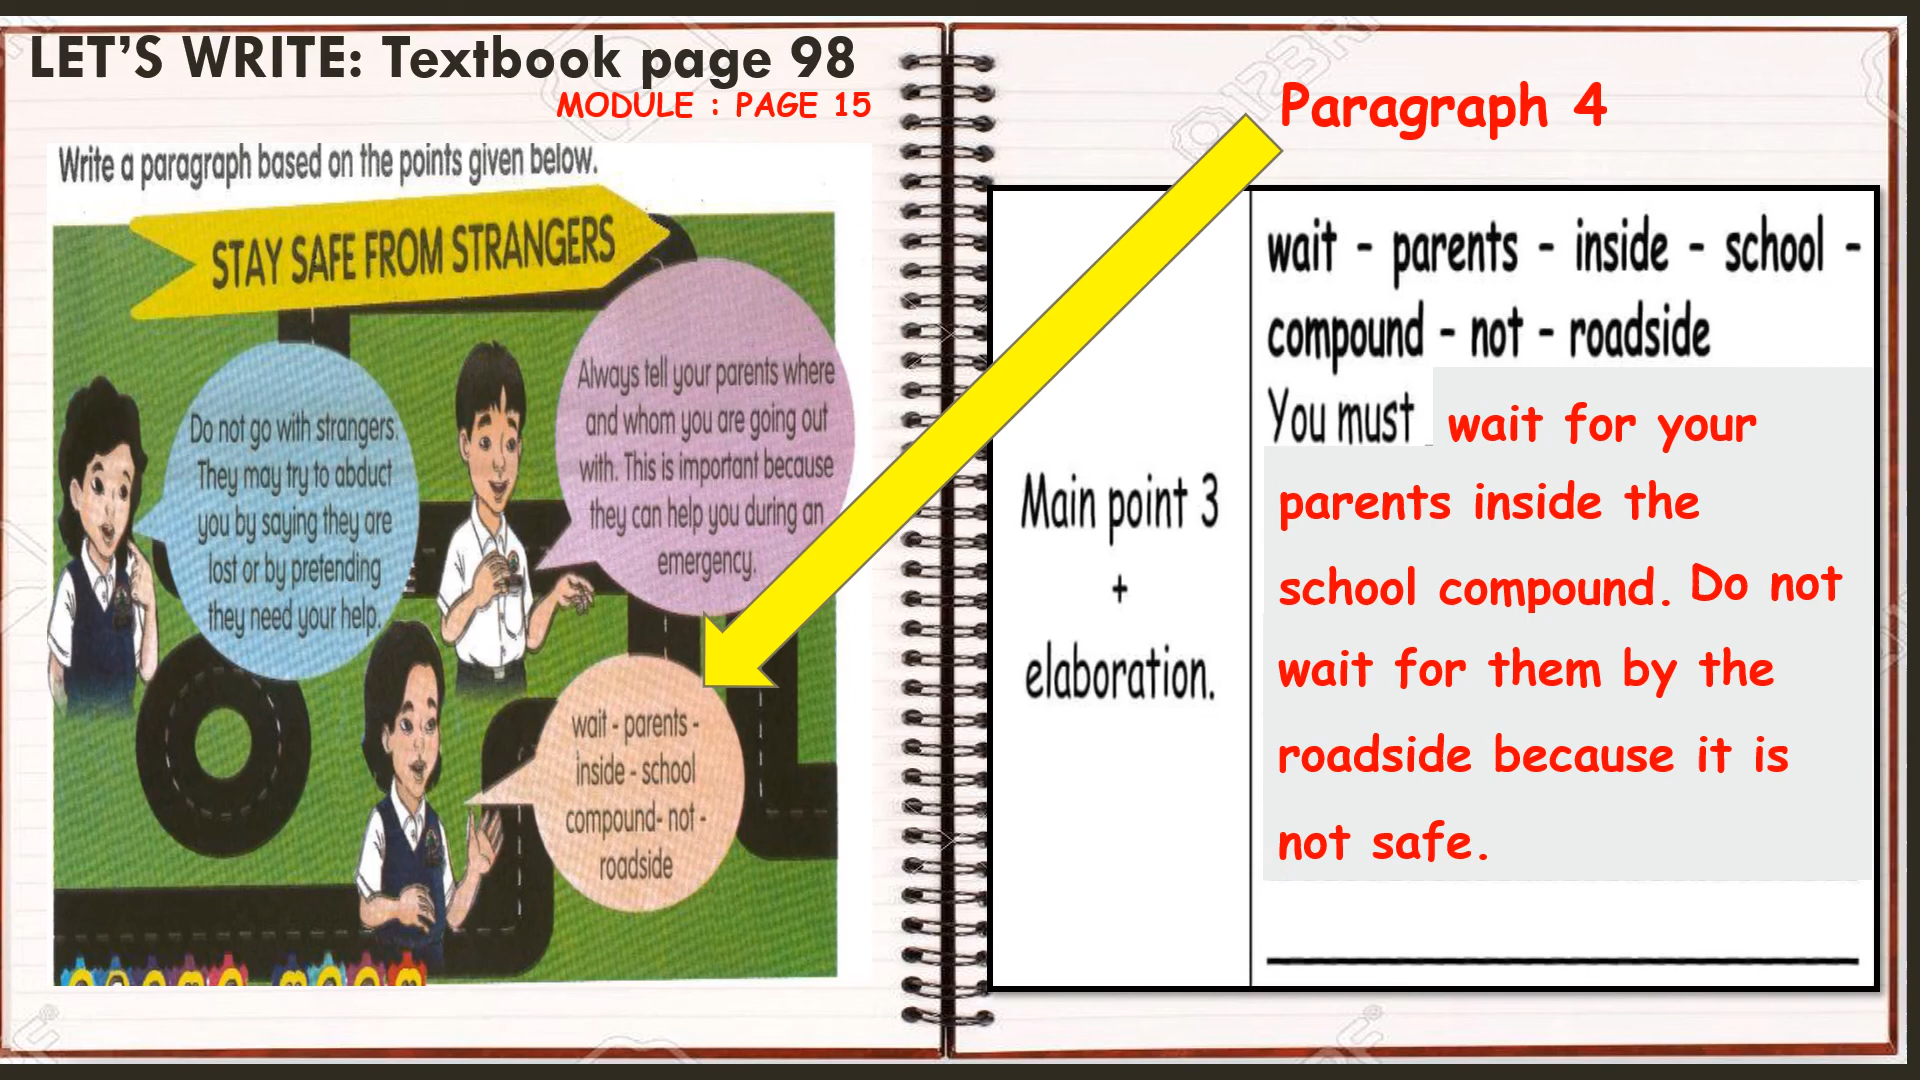 LET'S WRITE: Textbook page 98
MODULE : PAGE 15
Write a paragraph based on the points given below.
STAY SAFE FROM STRANGERS
Do not go with strangers.
They may try to abduct
you by saying they are
lost or by pretending
they need your help.
Always tell your parents where
and whom you are going out
with. This is important because
they can help you during an
emergency.
wait - parents -
inside - school
compound- not -
roadside
Paragraph 4
Main point 3
+
elaboration.
wait - parents - inside - school -
compound - not - roadside
You must wait for your
parents inside the
school compound. Do not
wait for them by the
roadside because it is
not safe.